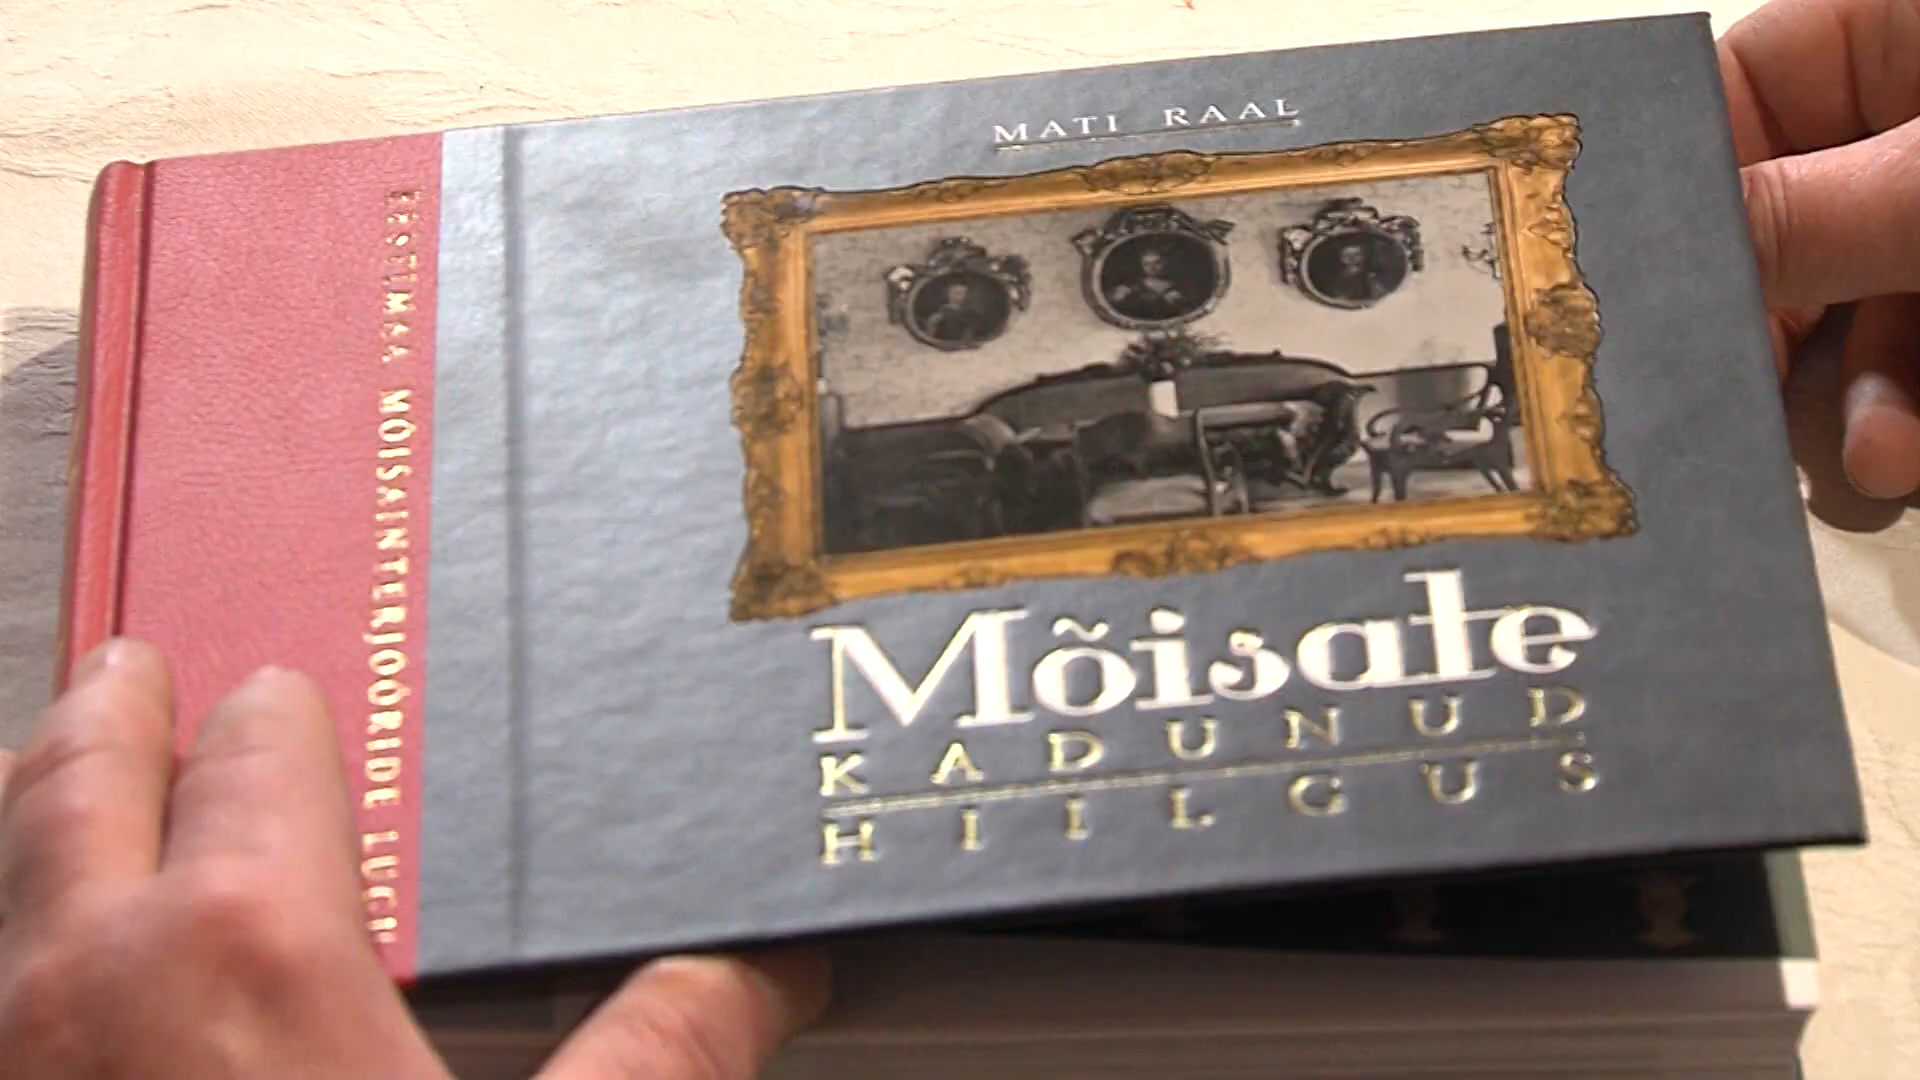 MATI RAAL
Mõisate
KADUNUD
HIILGUS
EESTIMAA MÕISAINTERJÖÖRIDE LUGU